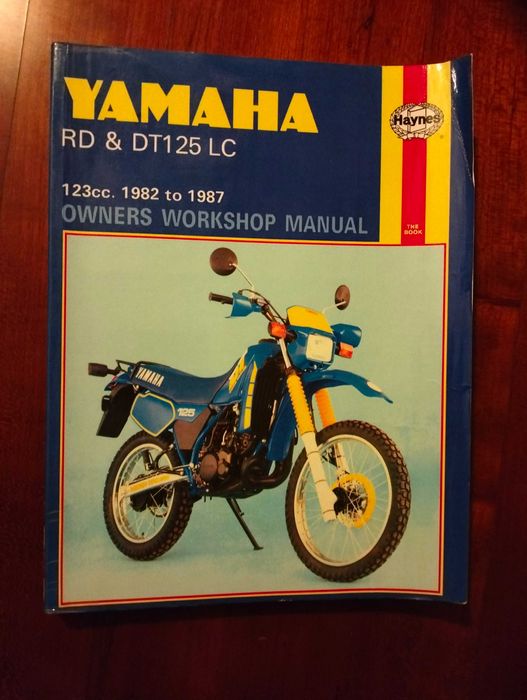 YAMAHA
Haynes
®
RD & DT125 LC
123cc. 1982 to 1987
OWNERS WORKSHOP MANUAL
THE
BOOK
YAMAHA
125